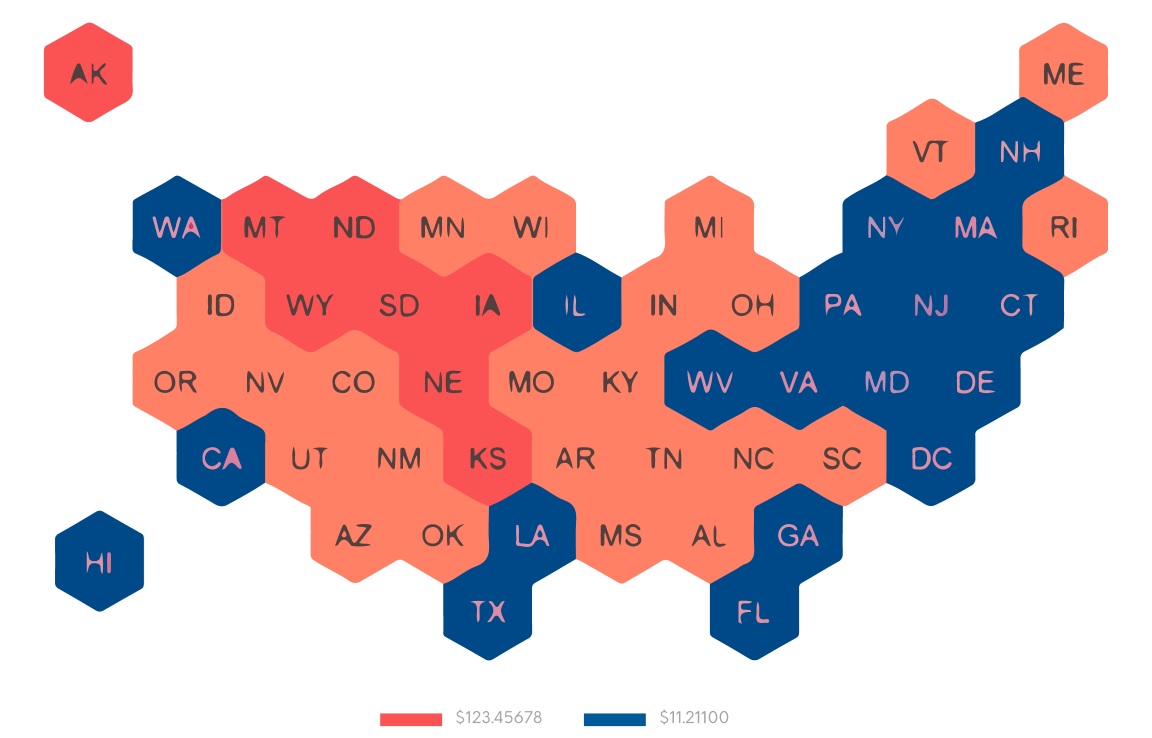 AK
ME
VT NH
WA MT ND MN WI MI NY MA RI
ID WY SD IA IL IN OH PA NJ CT
OR NV CO NE MO KY WV VA MD DE
CA UT NM KS AR TN NC SC DC
AZ OK LA MS AL GA
HI
TX FL
$123.45678 $11.21100